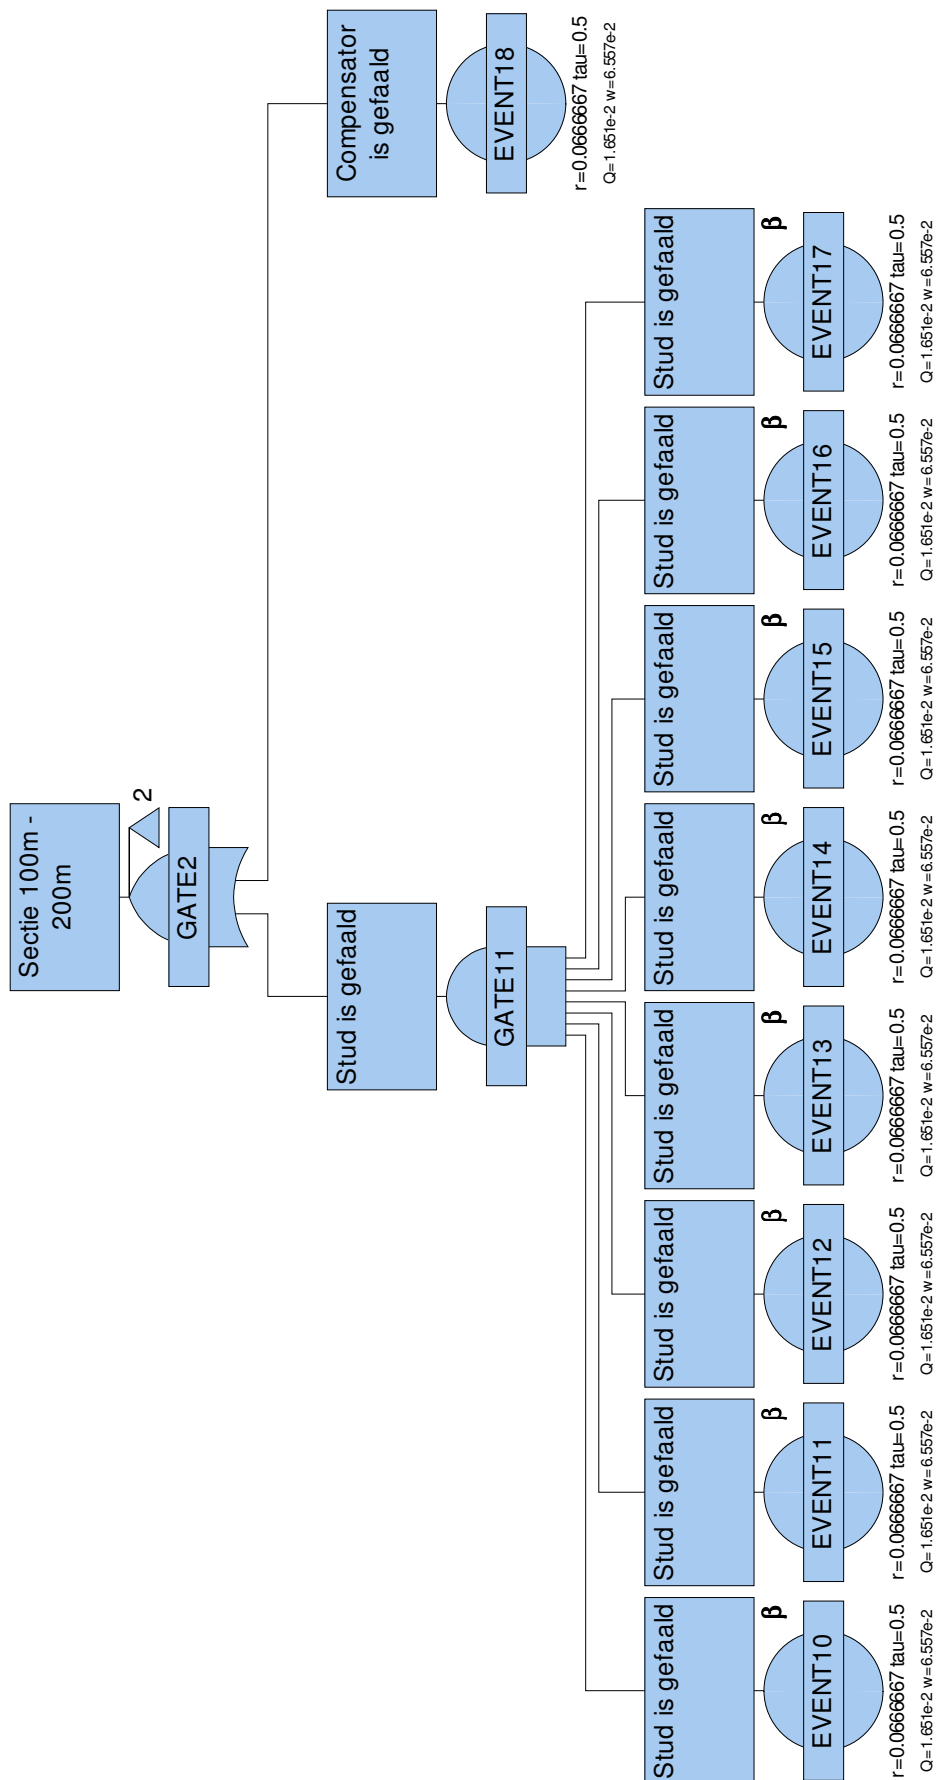 Sectie 100m -
200m
2
GATE2
Stud is gefaald
GATE11
Compensator
is gefaald
EVENT18
r=0.0666667 tau=0.5
Q=1.651e-2 w=6.557e-2
Stud is gefaald
β
EVENT10
r=0.0666667 tau=0.5
Q=1.651e-2 w=6.557e-2
Stud is gefaald
β
EVENT11
r=0.0666667 tau=0.5
Q=1.651e-2 w=6.557e-2
Stud is gefaald
β
EVENT12
r=0.0666667 tau=0.5
Q=1.651e-2 w=6.557e-2
Stud is gefaald
β
EVENT13
r=0.0666667 tau=0.5
Q=1.651e-2 w=6.557e-2
Stud is gefaald
β
EVENT14
r=0.0666667 tau=0.5
Q=1.651e-2 w=6.557e-2
Stud is gefaald
β
EVENT15
r=0.0666667 tau=0.5
Q=1.651e-2 w=6.557e-2
Stud is gefaald
β
EVENT16
r=0.0666667 tau=0.5
Q=1.651e-2 w=6.557e-2
Stud is gefaald
β
EVENT17
r=0.0666667 tau=0.5
Q=1.651e-2 w=6.557e-2